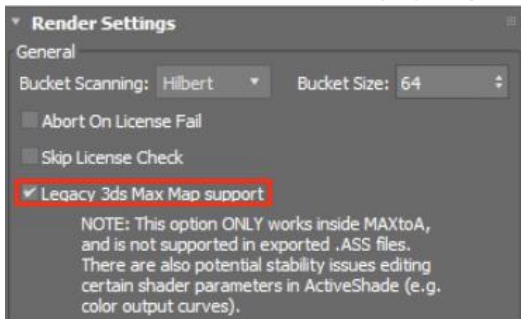 Render Settings
General
Bucket Scanning: Hilbert Bucket Size: 64
Abort On License Fail
Skip License Check
Legacy 3ds Max Map support
NOTE: This option ONLY works inside MAXtoA,
and is not supported in exported .ASS files.
There are also potential stability issues editing
certain shader parameters in ActiveShade (e.g.
color output curves).